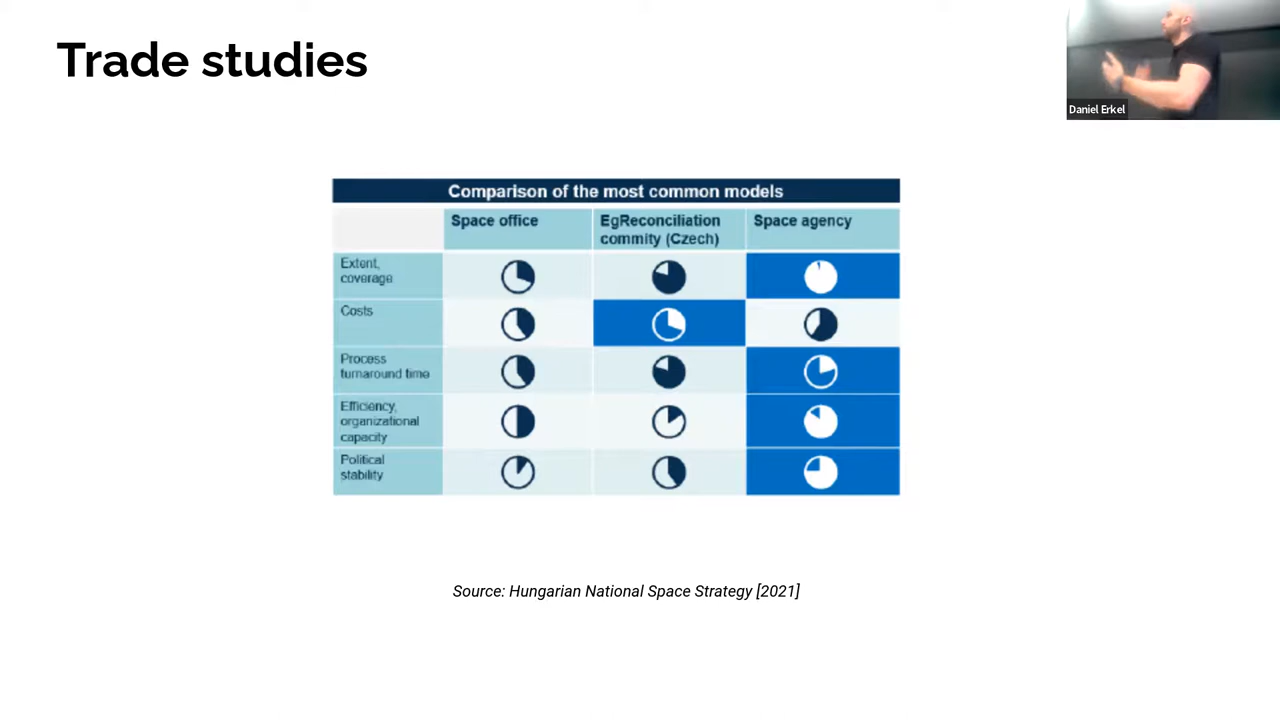 Trade studies
Daniel Erkel
Comparison of the most common models
Space office
EgReconciliation
commity (Czech)
Space agency
Extent,
coverage
Costs
Process
turnaround time
Efficiency,
organizational
capacity
Political
stability
Source: Hungarian National Space Strategy [2021]